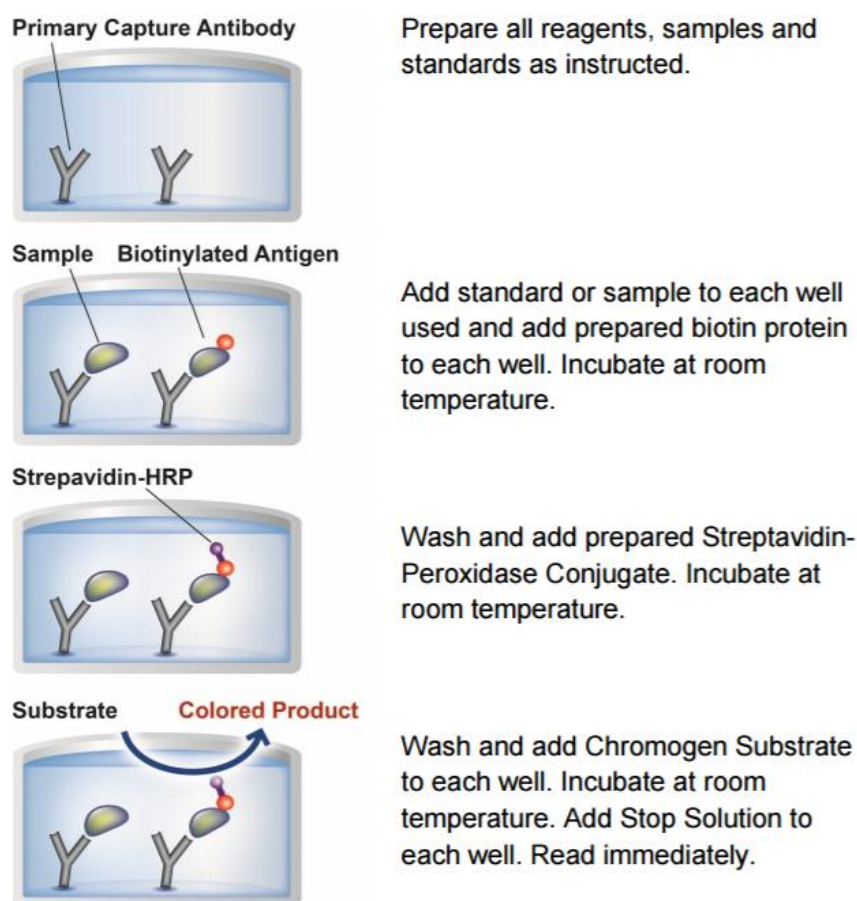 Primary Capture Antibody
Prepare all reagents, samples and
standards as instructed.
Sample Biotinylated Antigen
Add standard or sample to each well
used and add prepared biotin protein
to each well. Incubate at room
temperature.
Strepavidin-HRP
Wash and add prepared Streptavidin-
Peroxidase Conjugate. Incubate at
room temperature.
Substrate Colored Product
Wash and add Chromogen Substrate
to each well. Incubate at room
temperature. Add Stop Solution to
each well. Read immediately.